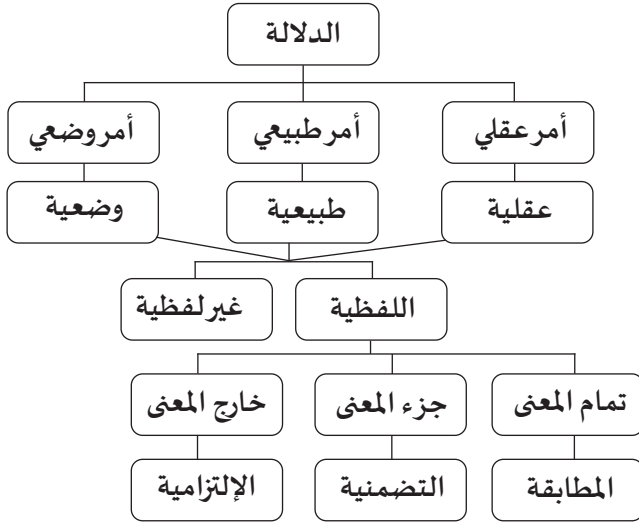 الدلالة
أمر عقلي
أمر طبيعي
أمر وضعي
عقلية
طبيعية
وضعية
اللفظية
غير لفظية
تمام المعنى
جزء المعنى
خارج المعنى
المطابقة
التضمنية
الإلتزامية